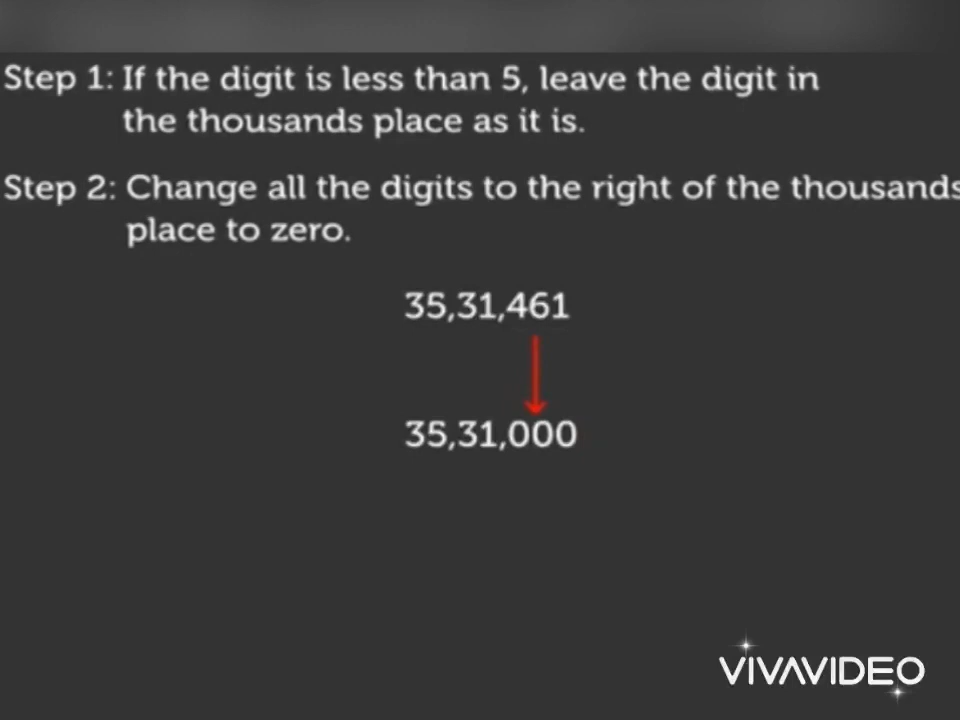 Step 1: If the digit is less than 5, leave the digit in
the thousands place as it is.
Step 2: Change all the digits to the right of the thousands
place to zero.
35,31,461
35,31,000
VIVAVIDEO